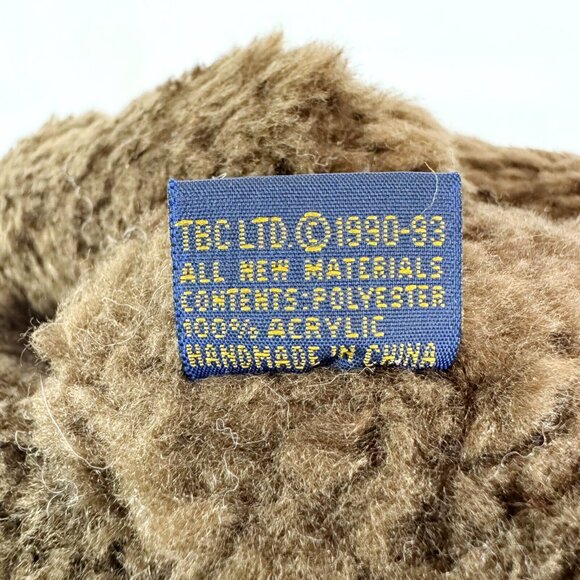 TBC LTD. © 1990-93
ALL NEW MATERIALS
CONTENTS:POLYESTER
100% ACRYLIC
HANDMADE IN CHINA